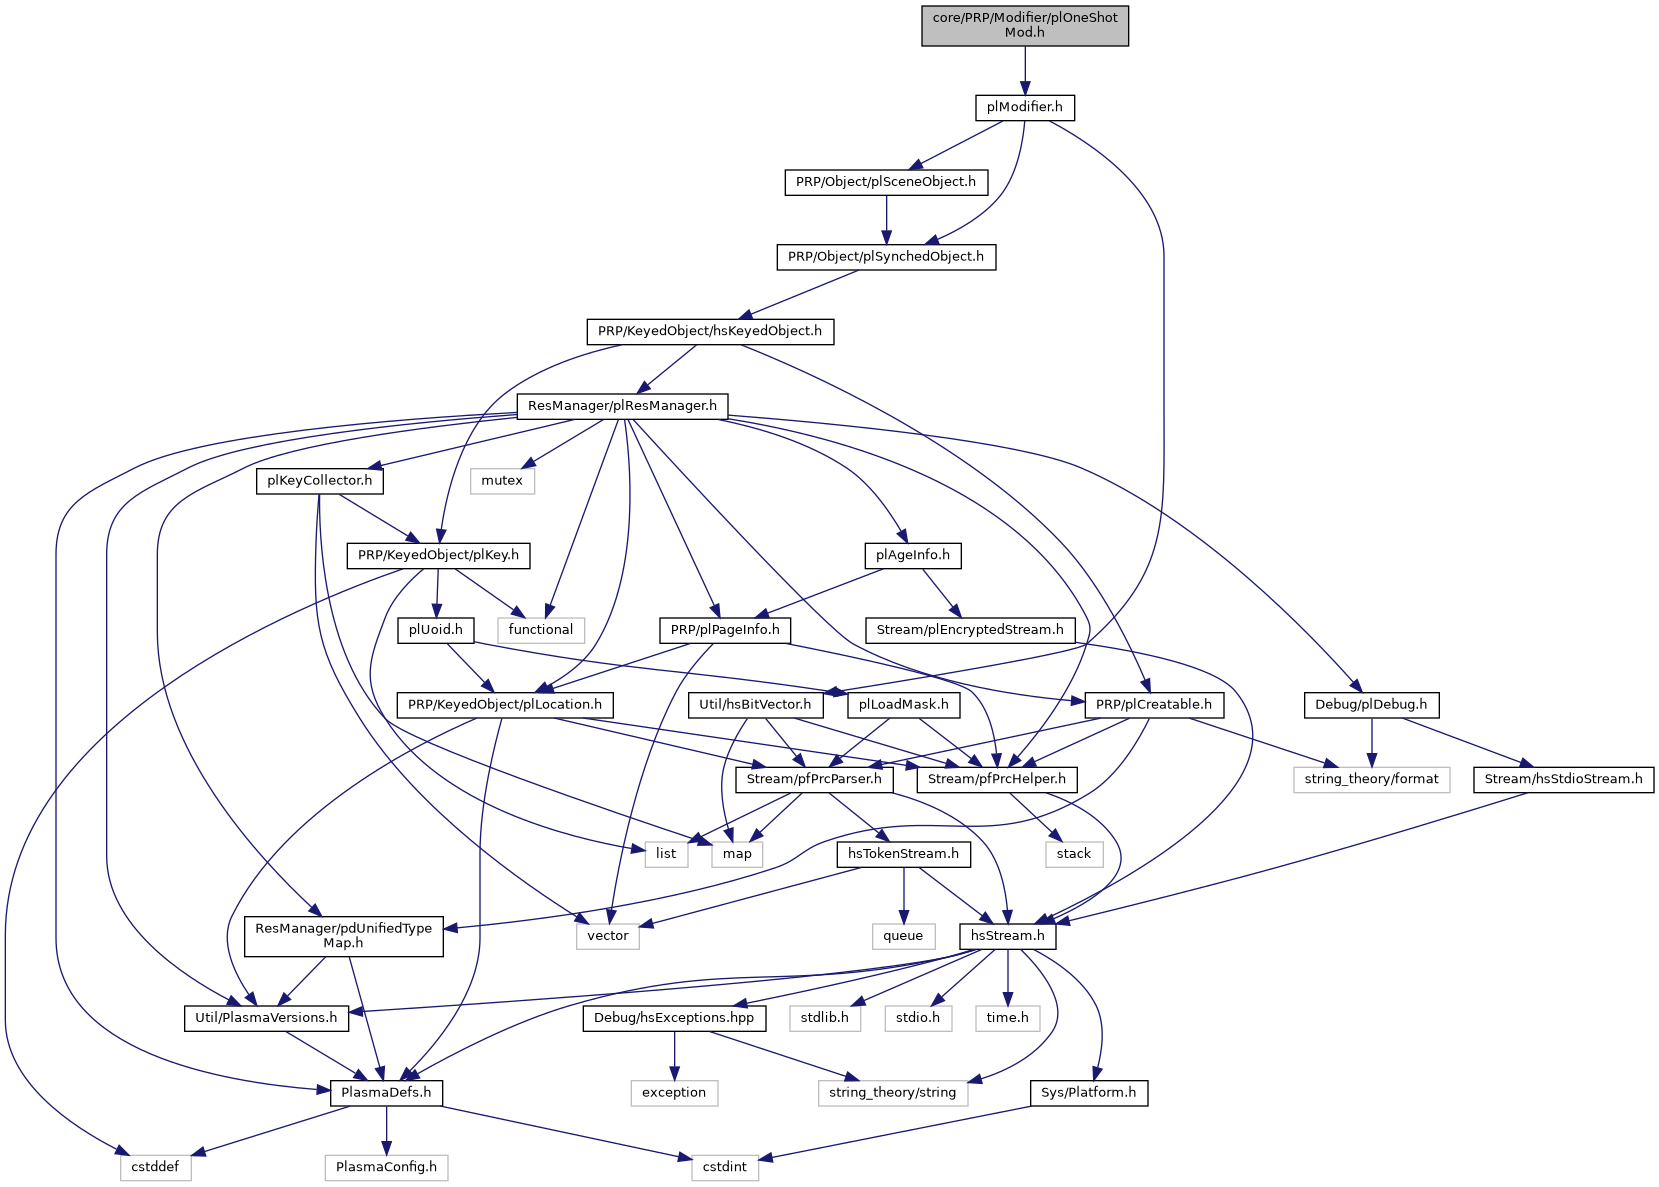 core/PRP/Modifier/plOneShot
Mod.h
plModifier.h
PRP/Object/plSceneObject.h
PRP/Object/plSynchedObject.h
PRP/KeyedObject/hsKeyedObject.h
ResManager/plResManager.h
plKeyCollector.h
mutex
PRP/KeyedObject/plKey.h
plAgeInfo.h
plUoid.h
functional
PRP/plPageInfo.h
Stream/plEncryptedStream.h
PRP/KeyedObject/plLocation.h
Util/hsBitVector.h
plLoadMask.h
PRP/plCreatable.h
Debug/plDebug.h
Stream/pfPrcParser.h
Stream/pfPrcHelper.h
string_theory/format
Stream/hsStdioStream.h
list
map
hsTokenStream.h
stack
ResManager/pdUnifiedType
Map.h
vector
queue
hsStream.h
Util/PlasmaVersions.h
Debug/hsExceptions.hpp
stdlib.h
stdio.h
time.h
PlasmaDefs.h
exception
string_theory/string
Sys/Platform.h
cstddef
PlasmaConfig.h
cstdint